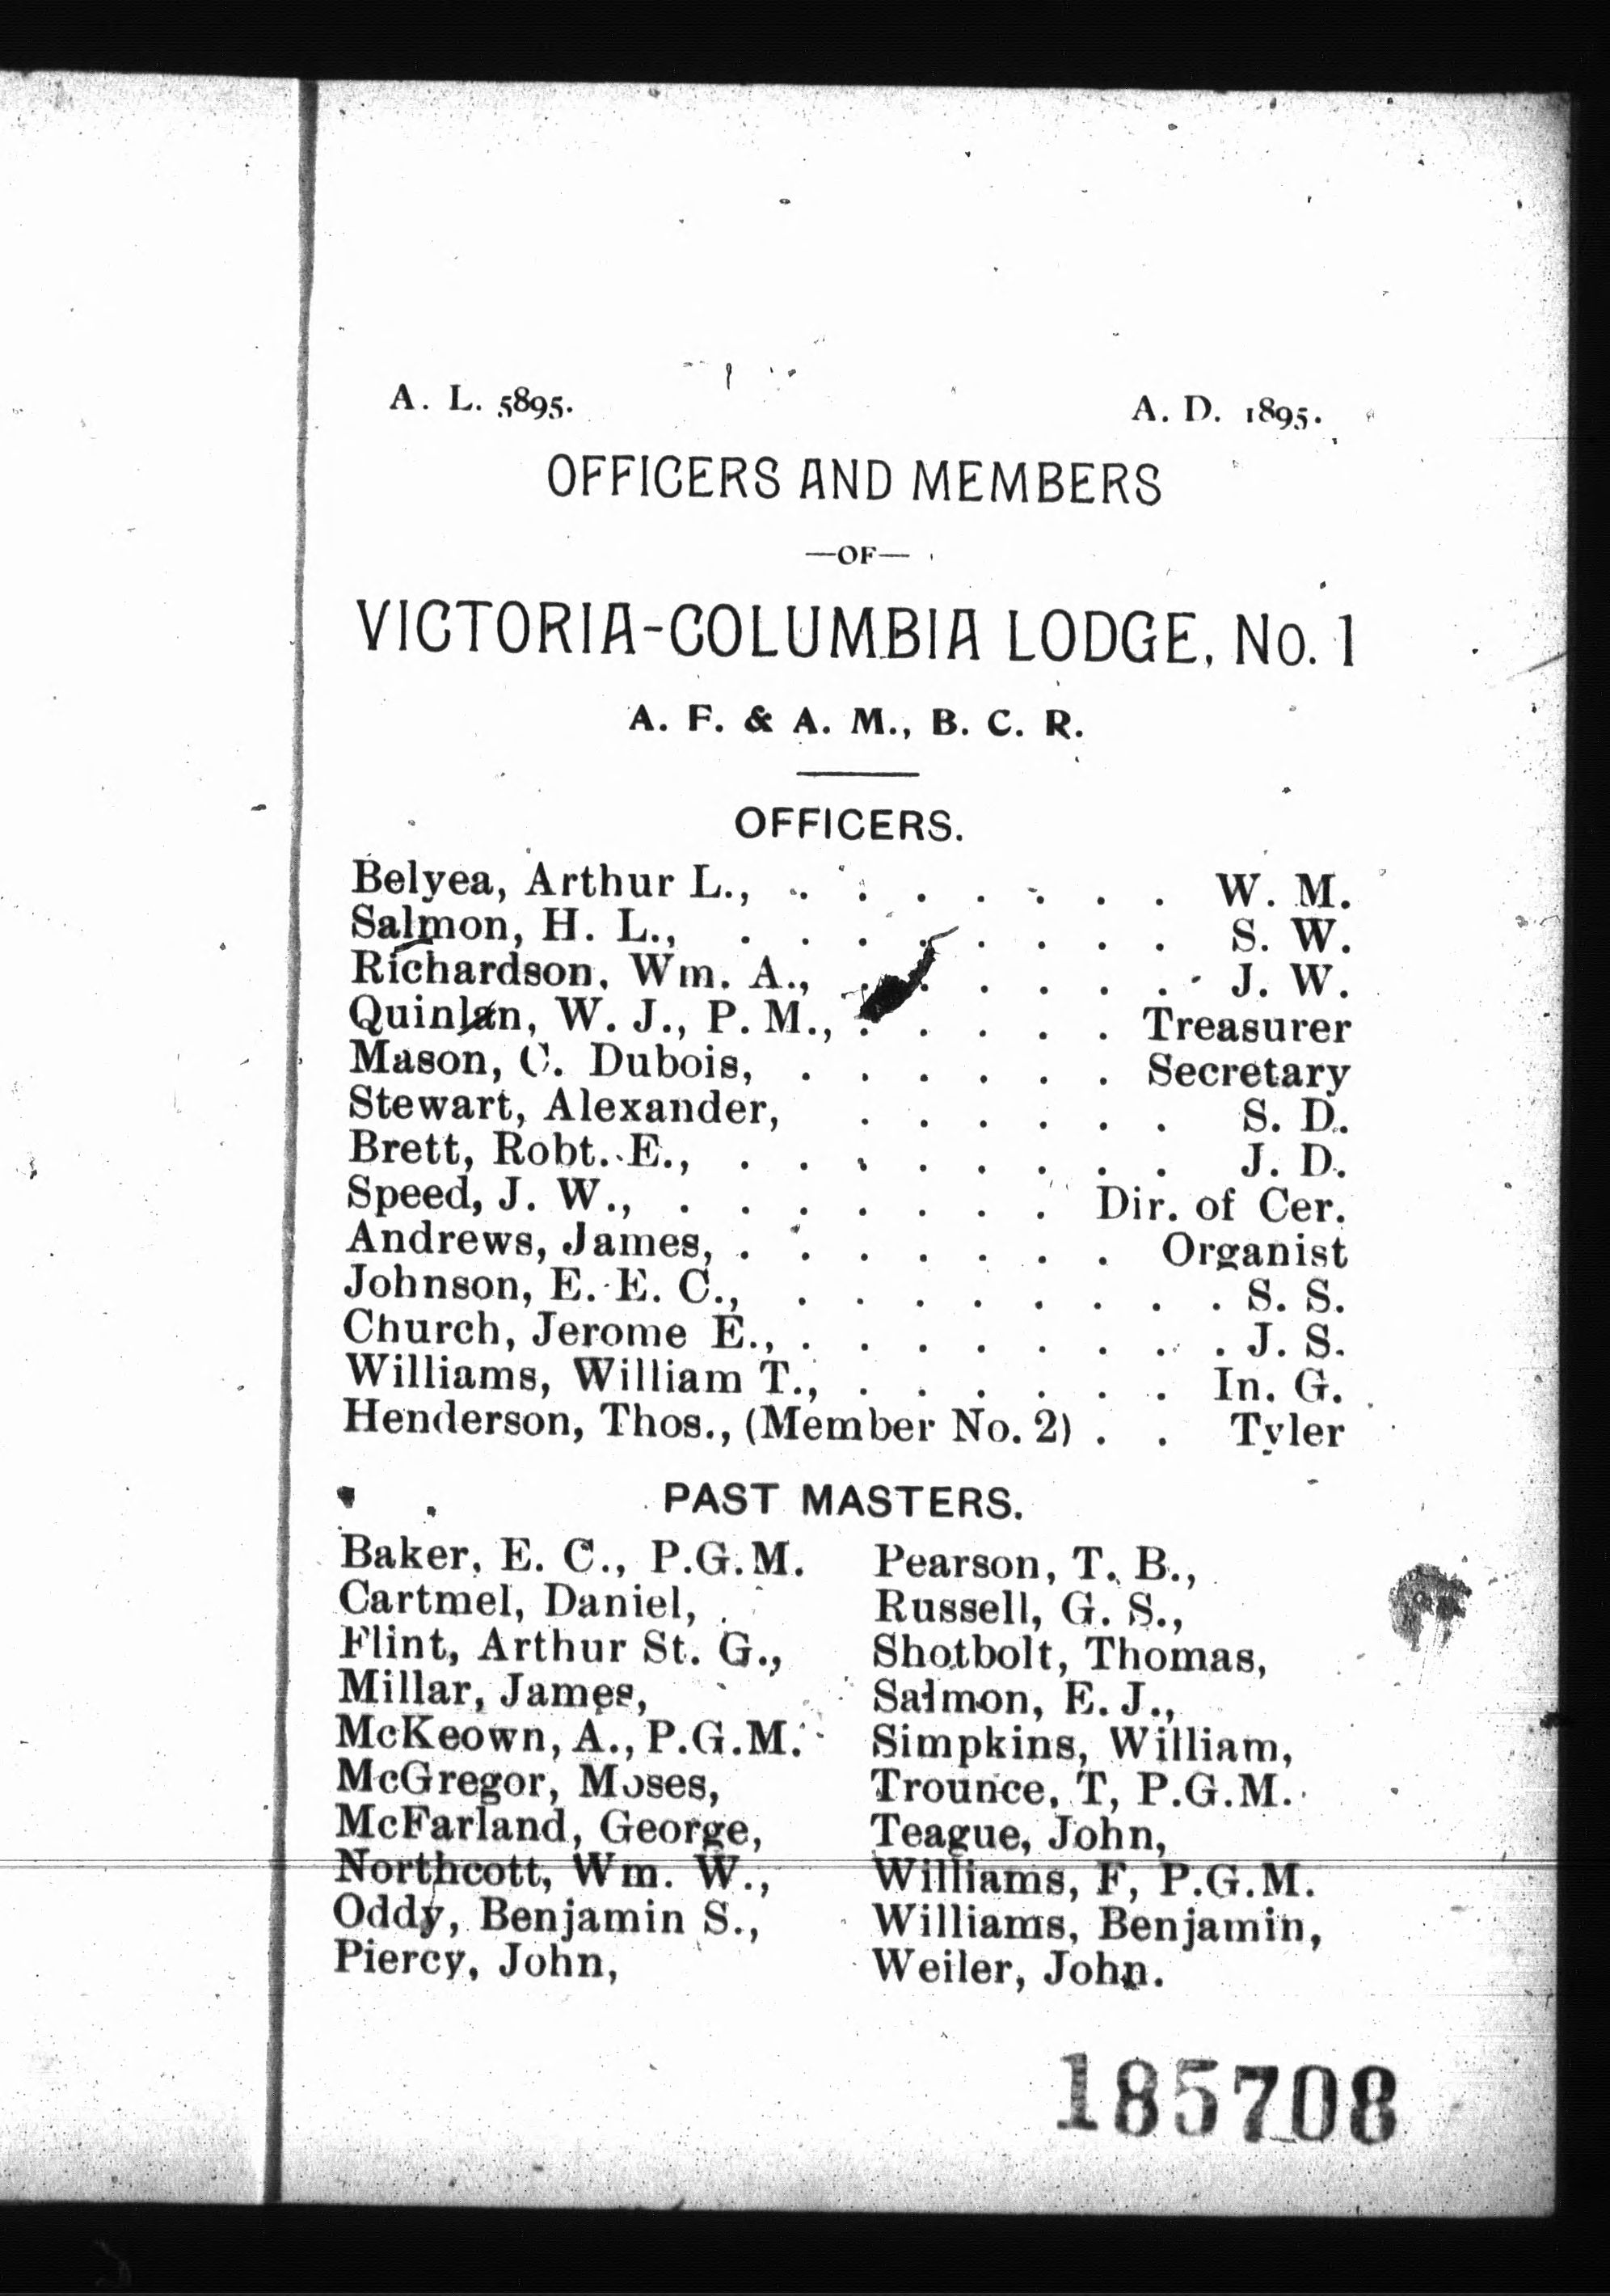 A. L. 5895. A. D. 1895.
OFFICERS AND MEMBERS
—OF—
VICTORIA-COLUMBIA LODGE, No. 1
A. F. & A. M., B. C. R.
OFFICERS.
Belyea, Arthur L., . . . . . . . W. M.
Salmon, H. L., . . . . . . . . S. W.
Richardson, Wm. A., . . . . . . J. W.
Quinlan, W. J., P. M., . . . . . Treasurer
Mason, C. Dubois, . . . . . . Secretary
Stewart, Alexander, . . . . . . S. D.
Brett, Robt. E., . . . . . . . . J. D.
Speed, J. W., . . . . . . . Dir. of Cer.
Andrews, James, . . . . . . . Organist
Johnson, E. E. C., . . . . . . . . S. S.
Church, Jerome E., . . . . . . . . J. S.
Williams, William T., . . . . . . In. G.
Henderson, Thos., (Member No. 2) . . Tyler
PAST MASTERS.
Baker, E. C., P.G.M.
Cartmel, Daniel,
Flint, Arthur St. G.,
Millar, James,
McKeown, A., P.G.M.
McGregor, Moses,
McFarland, George,
Northcott, Wm. W.,
Oddy, Benjamin S.,
Piercy, John,
Pearson, T. B.,
Russell, G. S.,
Shotbolt, Thomas,
Salmon, E. J.,
Simpkins, William,
Trounce, T, P.G.M.
Teague, John,
Williams, F, P.G.M.
Williams, Benjamin,
Weiler, John.
185708